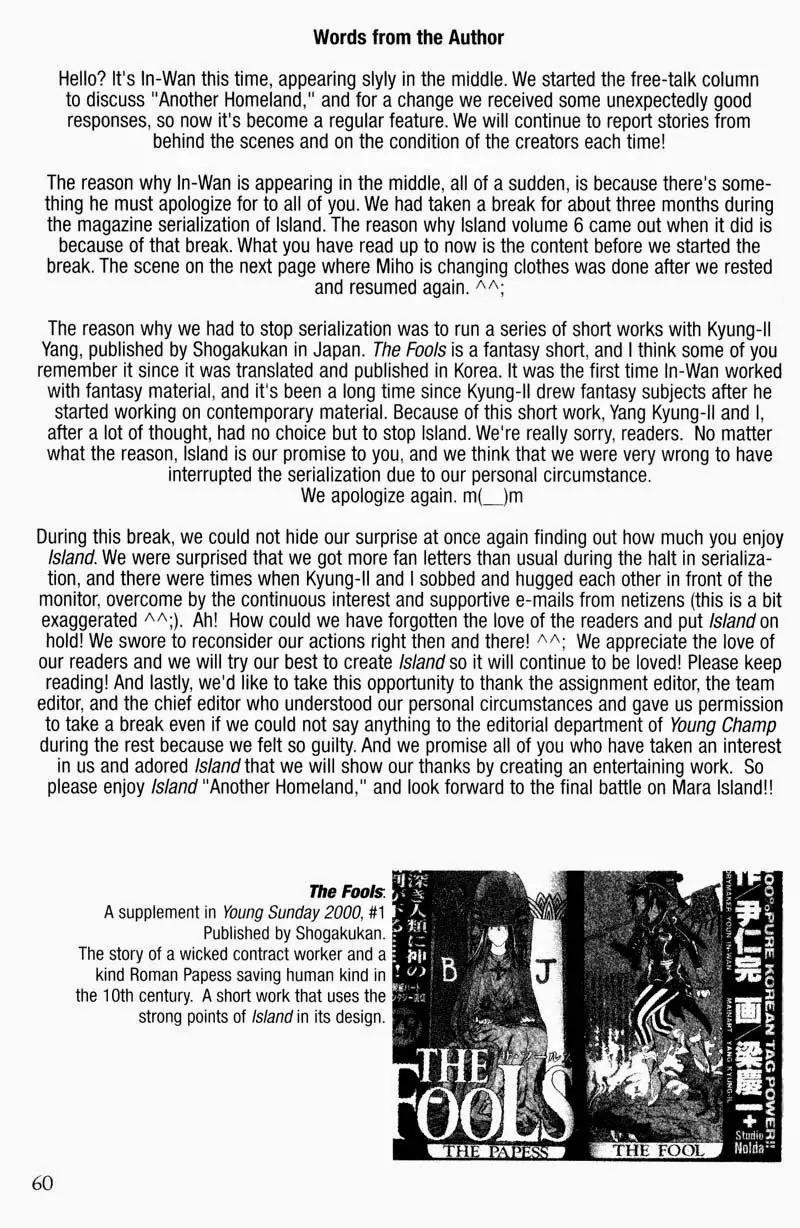 Words from the Author
Hello? It's In-Wan this time, appearing slyly in the middle. We started the free-talk column
to discuss "Another Homeland," and for a change we received some unexpectedly good
responses, so now it's become a regular feature. We will continue to report stories from
behind the scenes and on the condition of the creators each time!
The reason why In-Wan is appearing in the middle, all of a sudden, is because there's some-
thing he must apologize for to all of you. We had taken a break for about three months during
the magazine serialization of Island. The reason why Island volume 6 came out when it did is
because of that break. What you have read up to now is the content before we started the
break. The scene on the next page where Miho is changing clothes was done after we rested
and resumed again. ^^;
The reason why we had to stop serialization was to run a series of short works with Kyung-Il
Yang, published by Shogakukan in Japan. The Fools is a fantasy short, and I think some of you
remember it since it was translated and published in Korea. It was the first time In-Wan worked
with fantasy material, and it's been a long time since Kyung-Il drew fantasy subjects after he
started working on contemporary material. Because of this short work, Yang Kyung-Il and I,
after a lot of thought, had no choice but to stop Island. We're really sorry, readers. No matter
what the reason, Island is our promise to you, and we think that we were very wrong to have
interrupted the serialization due to our personal circumstance.
We apologize again. m(__)m
During this break, we could not hide our surprise at once again finding out how much you enjoy
Island. We were surprised that we got more fan letters than usual during the halt in serializa-
tion, and there were times when Kyung-Il and I sobbed and hugged each other in front of the
monitor, overcome by the continuous interest and supportive e-mails from netizens (this is a bit
exaggerated ^^;). Ah! How could we have forgotten the love of the readers and put Island on
hold! We swore to reconsider our actions right then and there! ^^; We appreciate the love of
our readers and we will try our best to create Island so it will continue to be loved! Please keep
reading! And lastly, we'd like to take this opportunity to thank the assignment editor, the team
editor, and the chief editor who understood our personal circumstances and gave us permission
to take a break even if we could not say anything to the editorial department of Young Champ
during the rest because we felt so guilty. And we promise all of you who have taken an interest
in us and adored Island that we will show our thanks by creating an entertaining work. So
please enjoy Island "Another Homeland," and look forward to the final battle on Mara Island!!
The Fools:
A supplement in Young Sunday 2000, #1
Published by Shogakukan.
The story of a wicked contract worker and a
kind Roman Papess saving human kind in
the 10th century. A short work that uses the
strong points of Island in its design.
深き人類に神の
B J
THE
FOOLS
THE PAPESS
THE FOOL
100% PURE KOREAN TAG POWER!!
作/尹仁完
画/梁慶一
+
Studio
Nolda
STORYMAKER YOUN IN-WAN
MAINART YANG KYUNG-IL
60